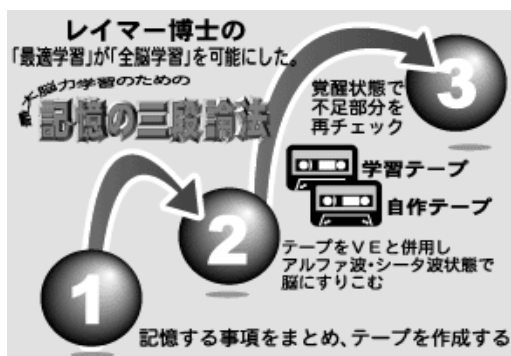 レイマー博士の
「最適学習」が「全脳学習」を可能にした。
脳力学習のための
記憶の三段論法
3
覚醒状態で
不足部分を
再チェック
学習テープ
自作テープ
2
テープをVEと併用し
アルファ波・シータ波状態で
脳にすりこむ
1
記憶する事項をまとめ、テープを作成する